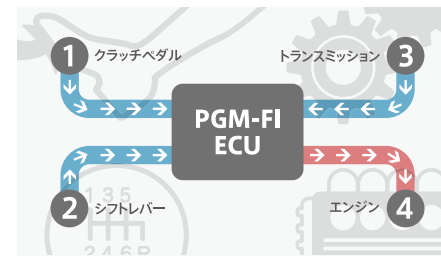 1 クラッチペダル
トランスミッション 3
PGM-FI
ECU
2 シフトレバー
エンジン 4
1 3 5
2 4 6 R